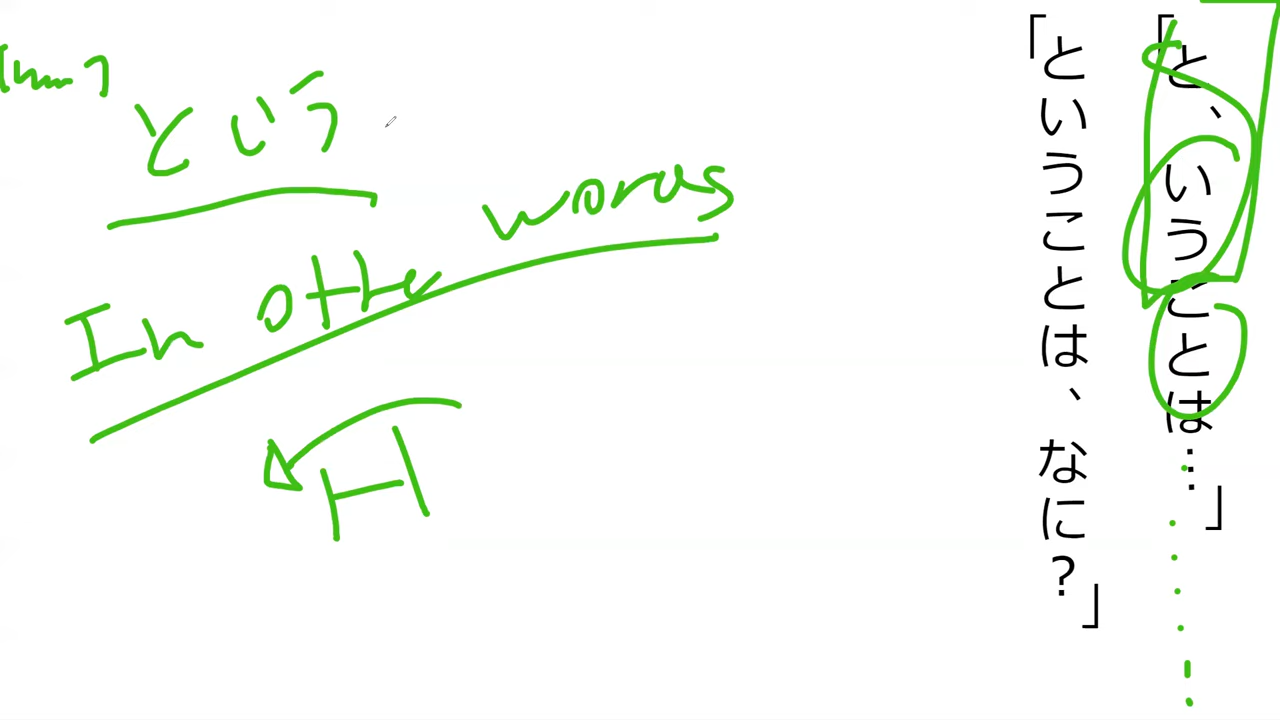 「と、いうことは…」
「ということは、なに？」
という
In othe words
H